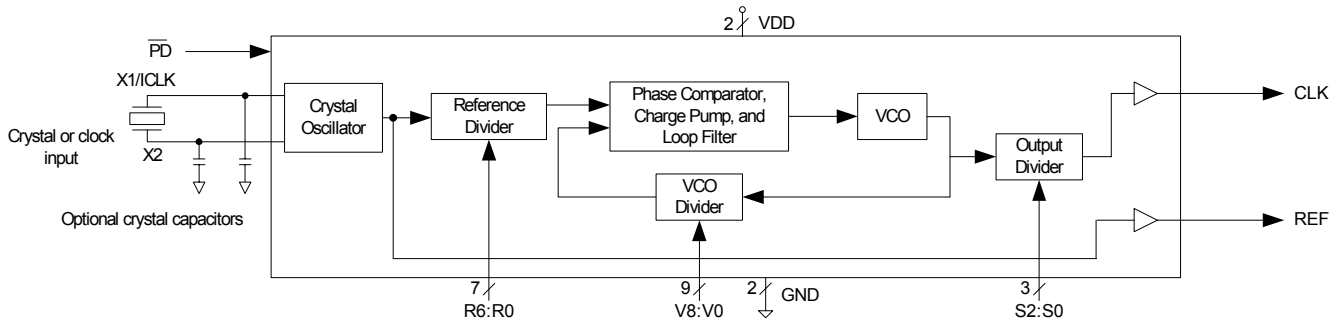 2 VDD
PD
X1/ICLK
Crystal or clock
input
X2
Optional crystal capacitors
Crystal
Oscillator
Reference
Divider
Phase Comparator,
Charge Pump, and
Loop Filter
VCO
VCO
Divider
Output
Divider
CLK
REF
7
R6:R0
9
V8:V0
2
GND
3
S2:S0